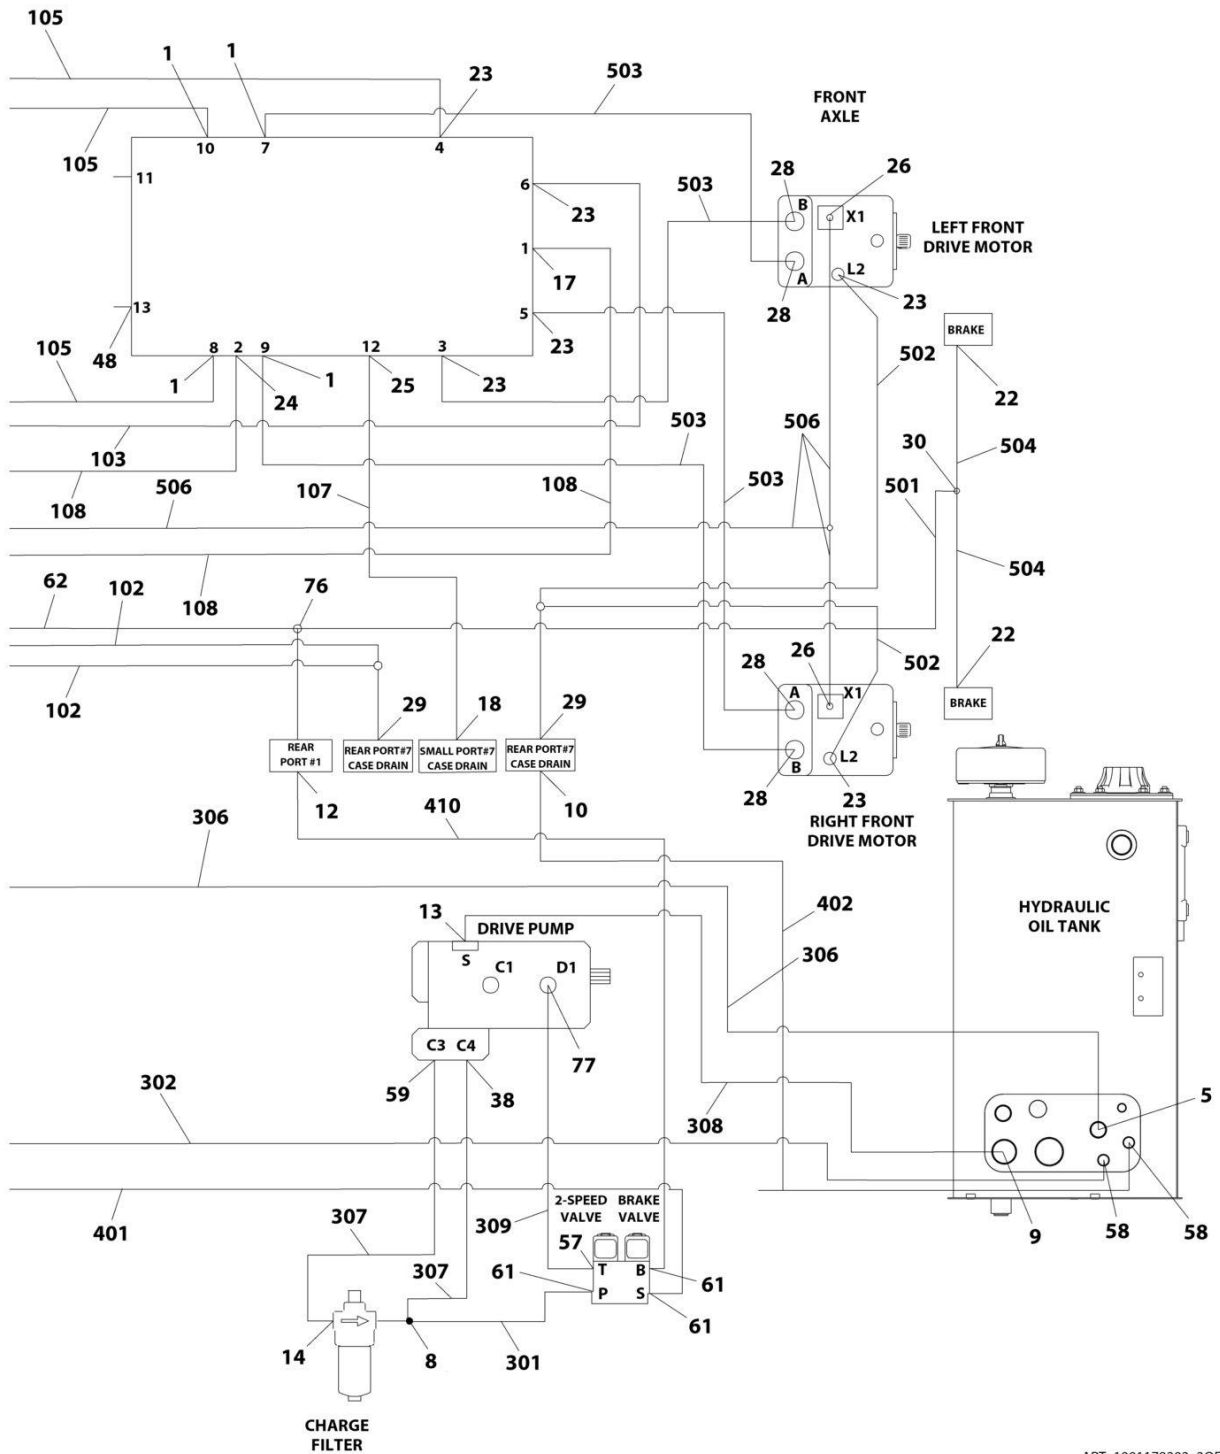 105
1
1
23
503
FRONT
AXLE
105
10
7
4
11
6
23
503
28
26
B
X1
LEFT FRONT
DRIVE MOTOR
1
17
L2
A
28
23
13
5
48
23
BRAKE
105
8
2
9
12
3
502
1
24
1
25
23
22
103
503
506
30
504
108
506
107
108
503
501
62
102
108
76
504
102
28
26
502
22
A
X1
BRAKE
29
18
29
REAR
PORT #1
REAR PORT#7
CASE DRAIN
SMALL PORT#7
CASE DRAIN
REAR PORT#7
CASE DRAIN
L2
B
12
410
10
28
23
306
RIGHT FRONT
DRIVE MOTOR
HYDRAULIC
OIL TANK
13
DRIVE PUMP
402
S
C1
D1
306
C3
C4
77
302
59
38
308
5
401
307
309
2-SPEED
VALVE
BRAKE
VALVE
9
58
58
57
307
61
T
B
61
P
S
61
14
8
301
CHARGE
FILTER